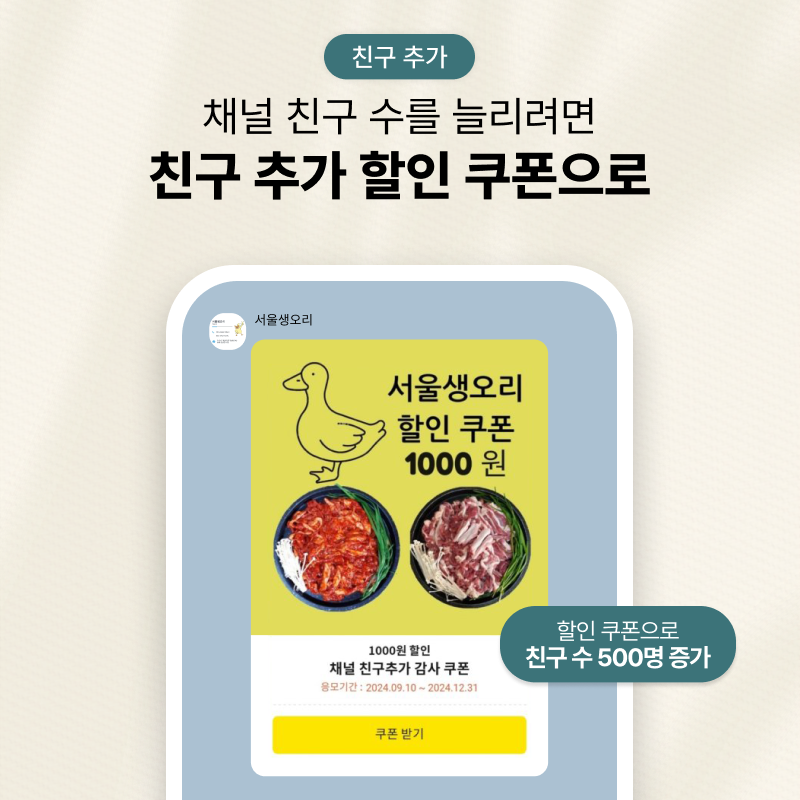 친구 추가
채널 친구 수를 늘리려면
친구 추가 할인 쿠폰으로
서울생오리
서울생오리
할인 쿠폰
1000 원
할인 쿠폰으로
친구 수 500명 증가
1000원 할인
채널 친구추가 감사 쿠폰
응모기간 : 2024.09.10 ~ 2024.12.31
쿠폰 받기